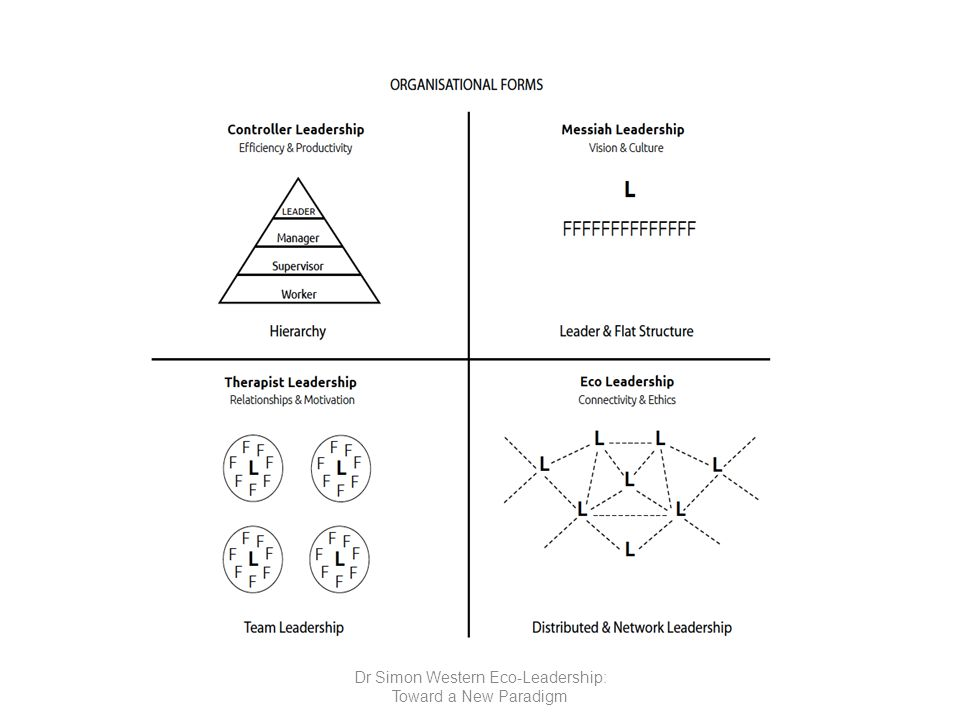 ORGANISATIONAL FORMS
Controller Leadership
Efficiency & Productivity
LEADER
Manager
Supervisor
Worker
Hierarchy
Messiah Leadership
Vision & Culture
L
FFFFFFFFFFFFFF
Leader & Flat Structure
Therapist Leadership
Relationships & Motivation
F F
F L F
F F
F
F F
F L F
F F
F
F F
F L F
F F
F
F F
F L F
F F
F
Team Leadership
Eco Leadership
Connectivity & Ethics
L L
L L
L
L L
L
Distributed & Network Leadership
Dr Simon Western Eco-Leadership:
Toward a New Paradigm